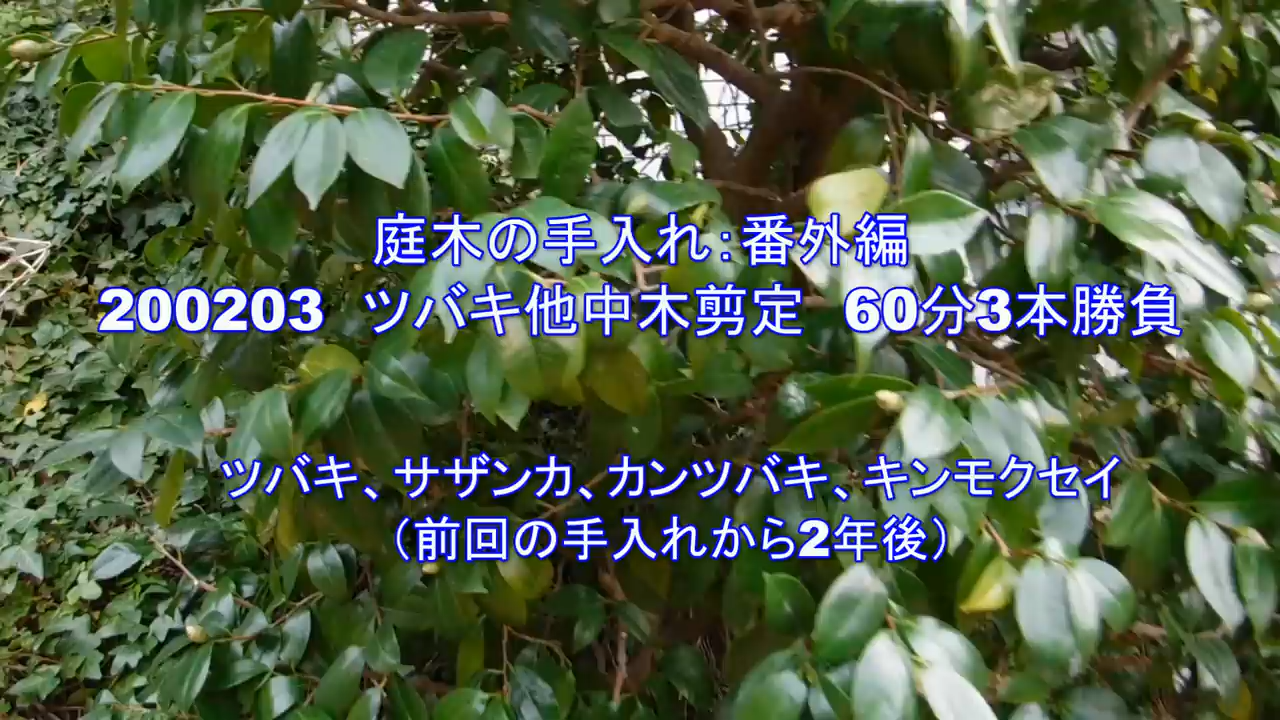 庭木の手入れ：番外編
200203　ツバキ他中木剪定　60分3本勝負
ツバキ、サザンカ、カンツバキ、キンモクセイ
（前回の手入れから2年後）